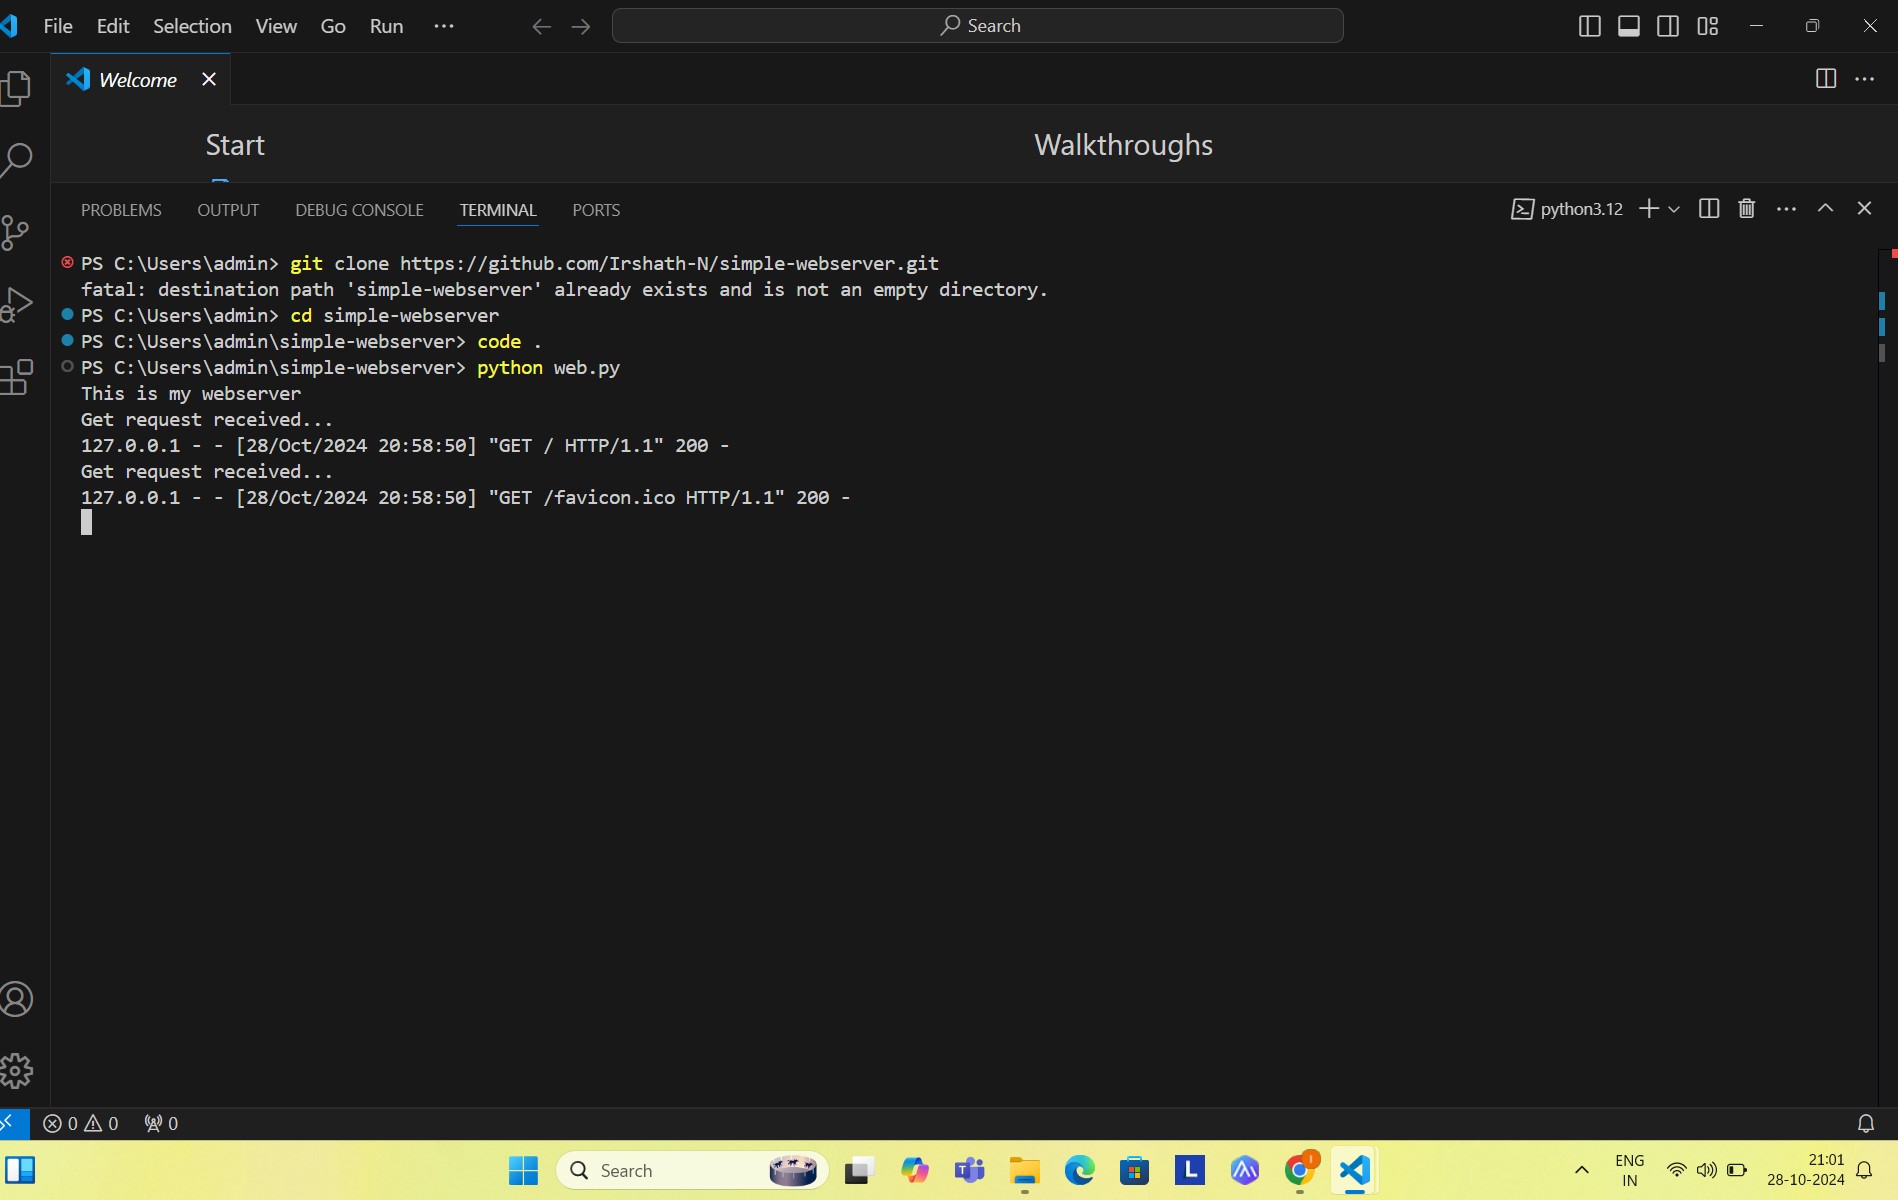 File Edit Selection View Go Run ···
Search
Welcome
Start
Walkthroughs
PROBLEMS OUTPUT DEBUG CONSOLE TERMINAL PORTS
python3.12
PS C:\Users\admin> git clone https://github.com/Irshath-N/simple-webserver.git
fatal: destination path 'simple-webserver' already exists and is not an empty directory.
PS C:\Users\admin> cd simple-webserver
PS C:\Users\admin\simple-webserver> code .
PS C:\Users\admin\simple-webserver> python web.py
This is my webserver
Get request received...
127.0.0.1 - - [28/Oct/2024 20:58:50] "GET / HTTP/1.1" 200 -
Get request received...
127.0.0.1 - - [28/Oct/2024 20:58:50] "GET /favicon.ico HTTP/1.1" 200 -
0 0 0
Search
L
ENG
IN
21:01
28-10-2024